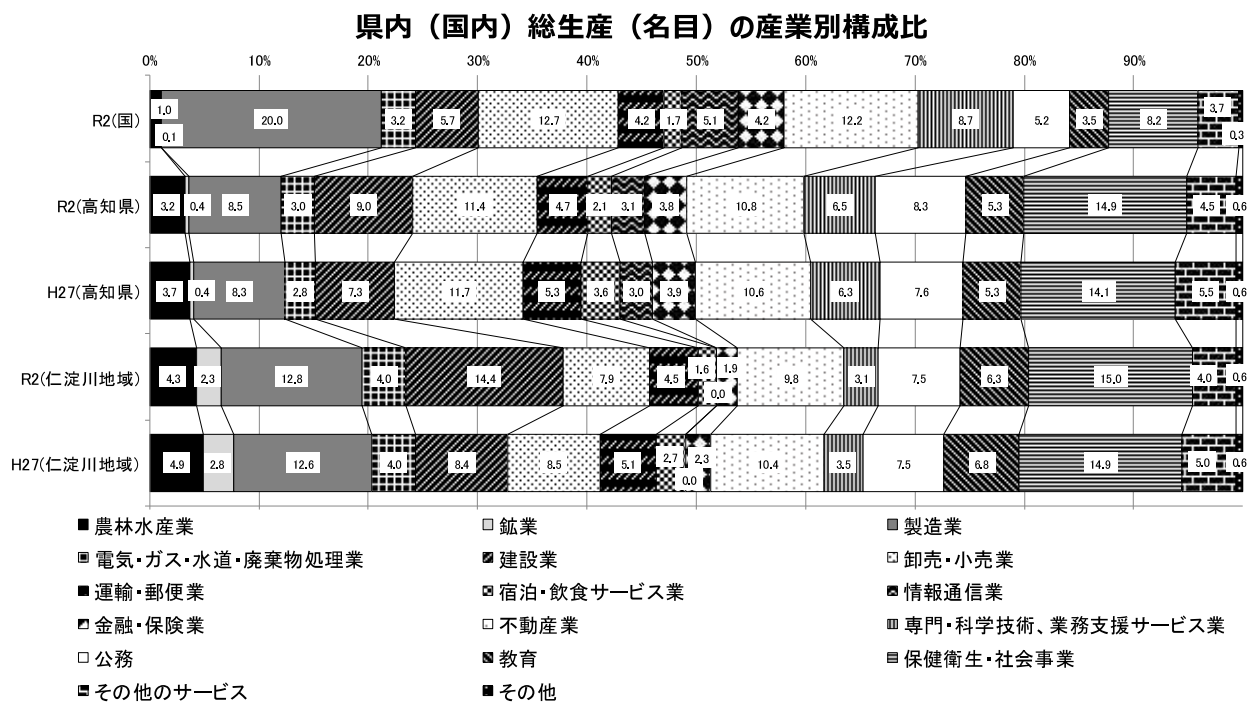 県内（国内）総生産（名目）の産業別構成比
0% 10% 20% 30% 40% 50% 60% 70% 80% 90%
R2(国) 1.0 0.1 20.0 3.2 5.7 12.7 4.2 1.7 5.1 4.2 12.2 8.7 5.2 3.5 8.2 3.7 0.3
R2(高知県) 3.2 0.4 8.5 3.0 9.0 11.4 4.7 2.1 3.1 3.8 10.8 6.5 8.3 5.3 14.9 4.5 0.6
H27(高知県) 3.7 0.4 8.3 2.8 7.3 11.7 5.3 3.6 3.0 3.9 10.6 6.3 7.6 5.3 14.1 5.5 0.6
R2(仁淀川地域) 4.3 2.3 12.8 4.0 14.4 7.9 4.5 1.6 0.0 1.9 9.8 3.1 7.5 6.3 15.0 4.0 0.6
H27(仁淀川地域) 4.9 2.8 12.6 4.0 8.4 8.5 5.1 2.7 0.0 2.3 10.4 3.5 7.5 6.8 14.9 5.0 0.6
農林水産業 鉱業 製造業
電気・ガス・水道・廃棄物処理業 建設業 卸売・小売業
運輸・郵便業 宿泊・飲食サービス業 情報通信業
金融・保険業 不動産業 専門・科学技術、業務支援サービス業
公務 教育 保健衛生・社会事業
その他のサービス その他